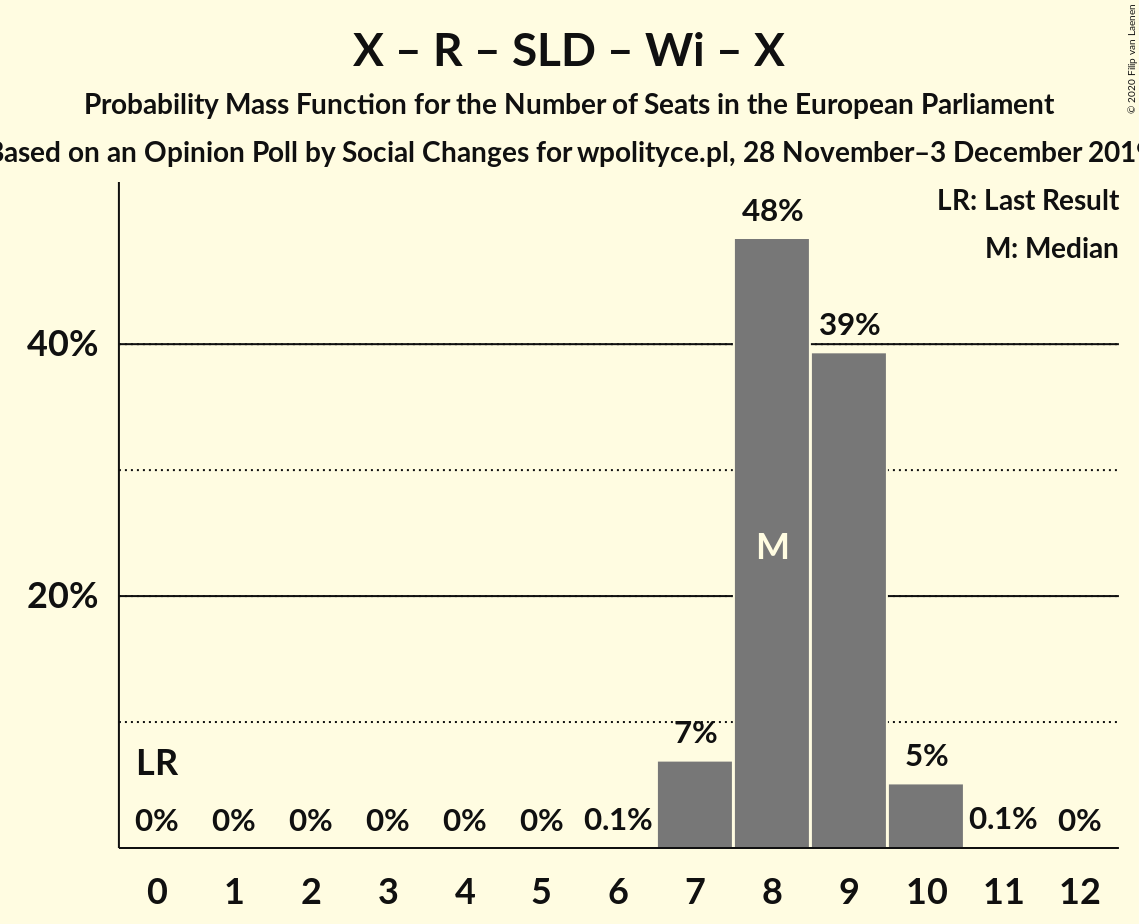 X – R – SLD – Wi – X
Probability Mass Function for the Number of Seats in the European Parliament
Based on an Opinion Poll by Social Changes for wpolityce.pl, 28 November–3 December 2019
© 2020 Filip van Laenen
LR: Last Result
M: Median
48%
39%
40%
M
20%
7%
5%
LR
0% 0% 0% 0% 0% 0% 0.1% 0.1% 0%
0 1 2 3 4 5 6 7 8 9 10 11 12